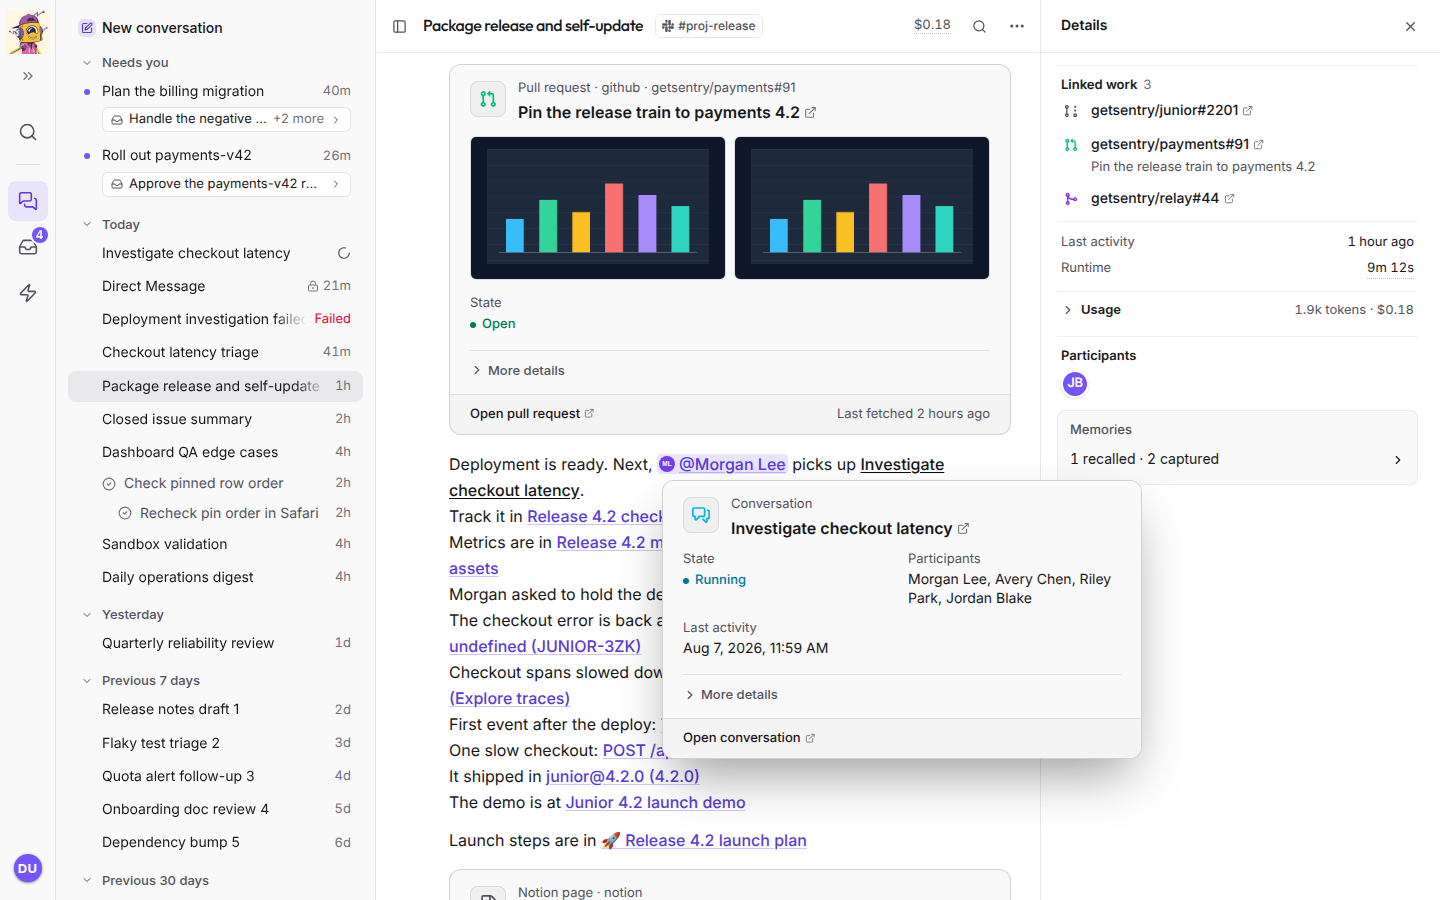 New conversation
Needs you
Plan the billing migration 40m
Handle the negative ... +2 more
Roll out payments-v42 26m
Approve the payments-v42 r...
Today
Investigate checkout latency
Direct Message 21m
Deployment investigation failed Failed
Checkout latency triage 41m
Package release and self-update 1h
Closed issue summary 2h
Dashboard QA edge cases 2h
Check pinned row order 2h
Recheck pin order in Safari 2h
Sandbox validation 4h
Daily operations digest 4h
Yesterday
Quarterly reliability review 1d
Previous 7 days
Release notes draft 1 2d
Flaky test triage 2 3d
Quota alert follow-up 3 4d
Onboarding doc review 4 5d
Dependency bump 5 6d
Previous 30 days
4
DU
Package release and self-update #proj-release $0.18
Pull request · github · getsentry/payments#91
Pin the release train to payments 4.2
State
Open
More details
Open pull request Last fetched 2 hours ago
Deployment is ready. Next, ML @Morgan Lee picks up Investigate
checkout latency.
Track it in Release 4.2 check
Metrics are in Release 4.2 m
assets
Morgan asked to hold the de
The checkout error is back a
undefined (JUNIOR-3ZK)
Checkout spans slowed dow
(Explore traces)
First event after the deploy:
One slow checkout: POST /a
It shipped in junior@4.2.0 (4.2.0)
The demo is at Junior 4.2 launch demo
Launch steps are in 🚀 Release 4.2 launch plan
Notion page · notion
Conversation
Investigate checkout latency
State
Running
Participants
Morgan Lee, Avery Chen, Riley
Park, Jordan Blake
Last activity
Aug 7, 2026, 11:59 AM
More details
Open conversation
Details
Linked work 3
getsentry/junior#2201
getsentry/payments#91
Pin the release train to payments 4.2
getsentry/relay#44
Last activity 1 hour ago
Runtime 9m 12s
Usage 1.9k tokens · $0.18
Participants
JB
Memories
1 recalled · 2 captured